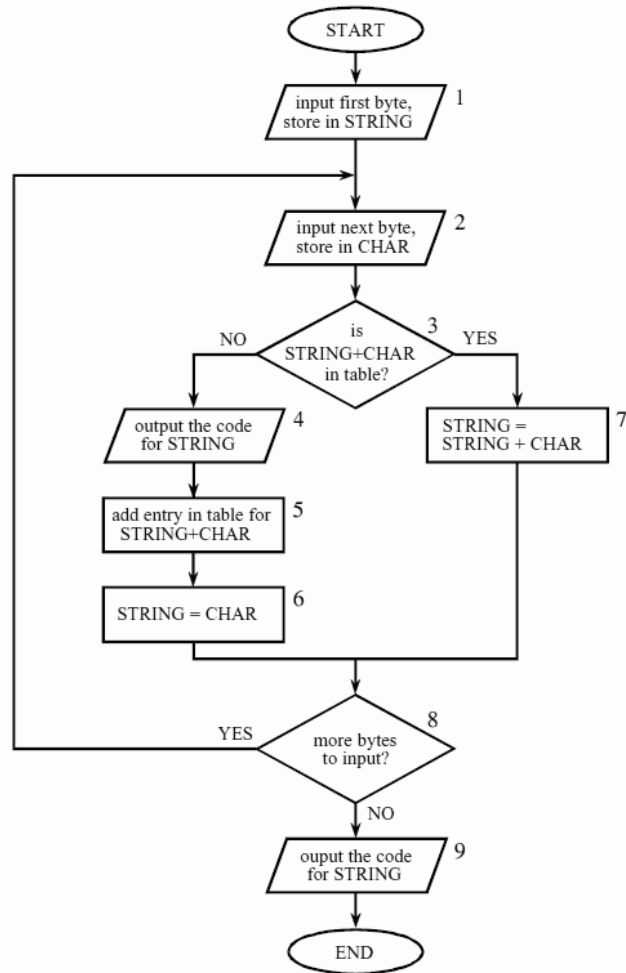 START
1
input first byte,
store in STRING
2
input next byte,
store in CHAR
3
NO
is
YES
STRING+CHAR
in table?
4
output the code
for STRING
7
STRING =
STRING + CHAR
5
add entry in table for
STRING+CHAR
6
STRING = CHAR
8
YES
more bytes
to input?
NO
9
ouput the code
for STRING
END